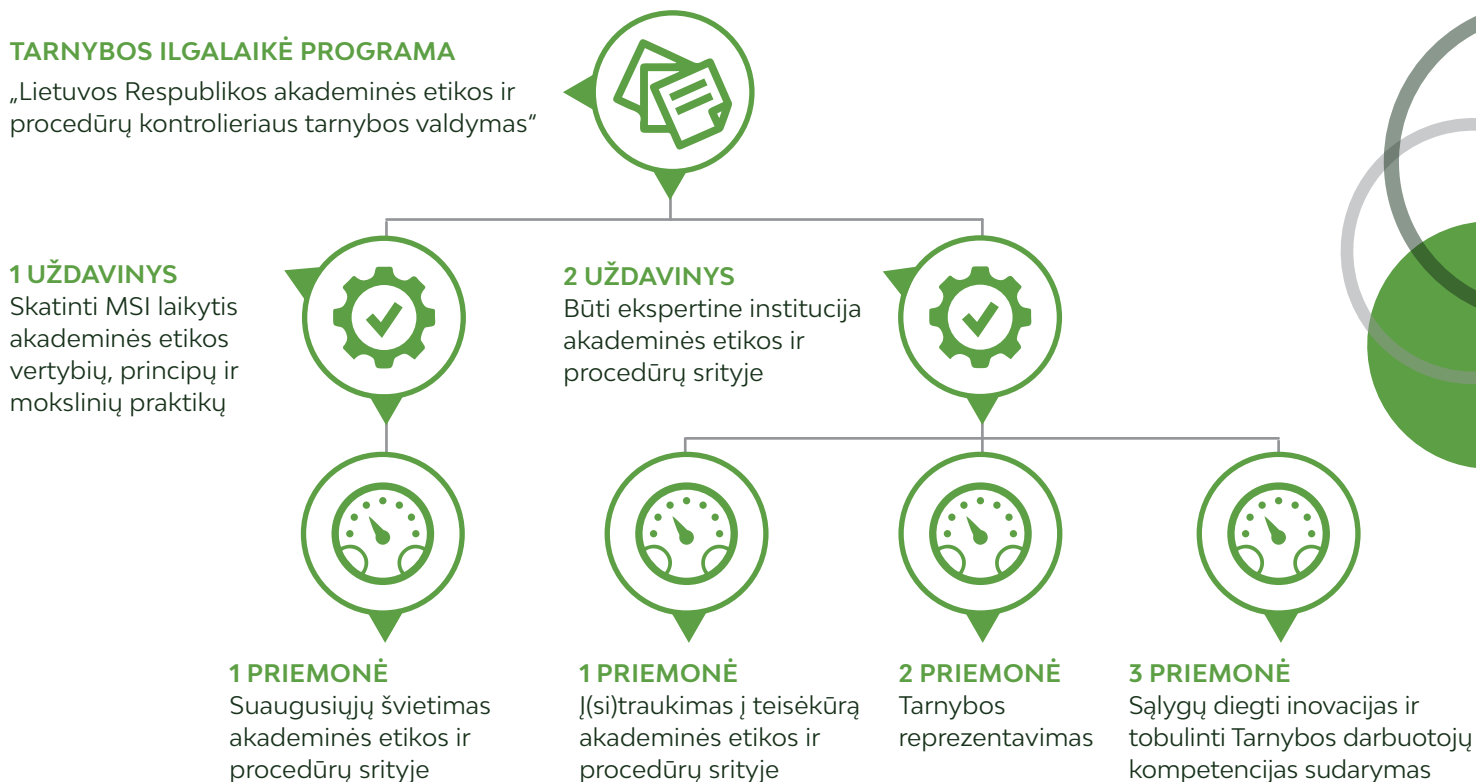 TARNYBOS ILGALAIKĖ PROGRAMA
„Lietuvos Respublikos akademinės etikos ir
procedūrų kontrolieriaus tarnybos valdymas“
1 UŽDAVINYS
Skatinti MSI laikytis
akademinės etikos
vertybių, principų ir
mokslinių praktikų
2 UŽDAVINYS
Būti ekspertine institucija
akademinės etikos ir
procedūrų srityje
1 PRIEMONĖ
Suaugusiųjų švietimas
akademinės etikos ir
procedūrų srityje
1 PRIEMONĖ
Į(si)traukimas į teisėkūrą
akademinės etikos ir
procedūrų srityje
2 PRIEMONĖ
Tarnybos
reprezentavimas
3 PRIEMONĖ
Sąlygų diegti inovacijas ir
tobulinti Tarnybos darbuotojų
kompetencijas sudarymas